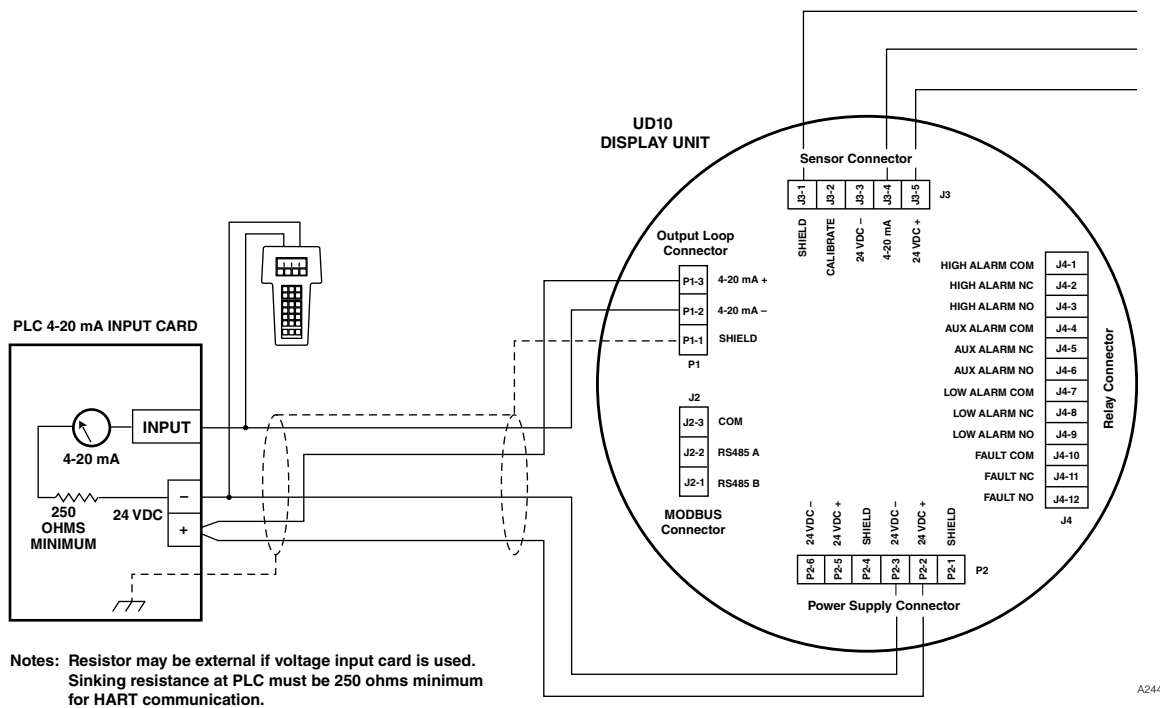 UD10
DISPLAY UNIT
Sensor Connector
J3-1
J3-2
J3-3
J3-4
J3-5
J3
SHIELD
CALIBRATE
24 VDC –
4-20 mA
24 VDC +
Output Loop
Connector
P1-3 4-20 mA +
P1-2 4-20 mA –
P1-1 SHIELD
P1
J2
J2-3 COM
J2-2 RS485 A
J2-1 RS485 B
MODBUS
Connector
HIGH ALARM COM J4-1
HIGH ALARM NC J4-2
HIGH ALARM NO J4-3
AUX ALARM COM J4-4
AUX ALARM NC J4-5
AUX ALARM NO J4-6
LOW ALARM COM J4-7
LOW ALARM NC J4-8
LOW ALARM NO J4-9
FAULT COM J4-10
FAULT NC J4-11
FAULT NO J4-12
J4
Relay Connector
24 VDC –
24 VDC +
SHIELD
24 VDC –
24 VDC +
SHIELD
P2-6
P2-5
P2-4
P2-3
P2-2
P2-1
P2
Power Supply Connector
PLC 4-20 mA INPUT CARD
INPUT
4-20 mA
–
24 VDC
+
250
OHMS
MINIMUM
Notes: Resistor may be external if voltage input card is used.
Sinking resistance at PLC must be 250 ohms minimum
for HART communication.
A244